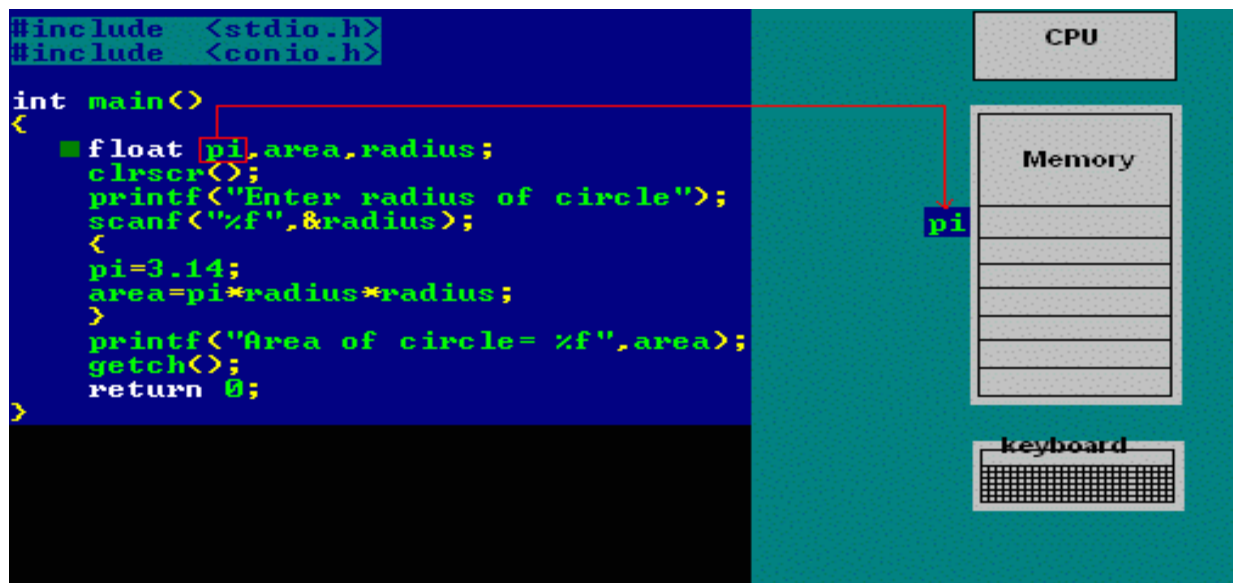 #include <stdio.h>
#include <conio.h>
int main()
{
float pi,area,radius;
clrscr();
printf("Enter radius of circle");
scanf("%f",&radius);
{
pi=3.14;
area=pi*radius*radius;
}
printf("Area of circle= %f",area);
getch();
return 0;
}
CPU
Memory
pi
keyboard